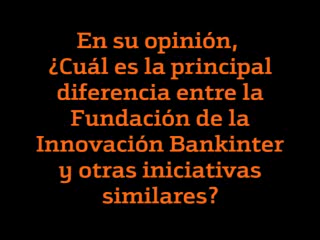 En su opinión,
¿Cuál es la principal
diferencia entre la
Fundación de la
Innovación Bankinter
y otras iniciativas
similares?